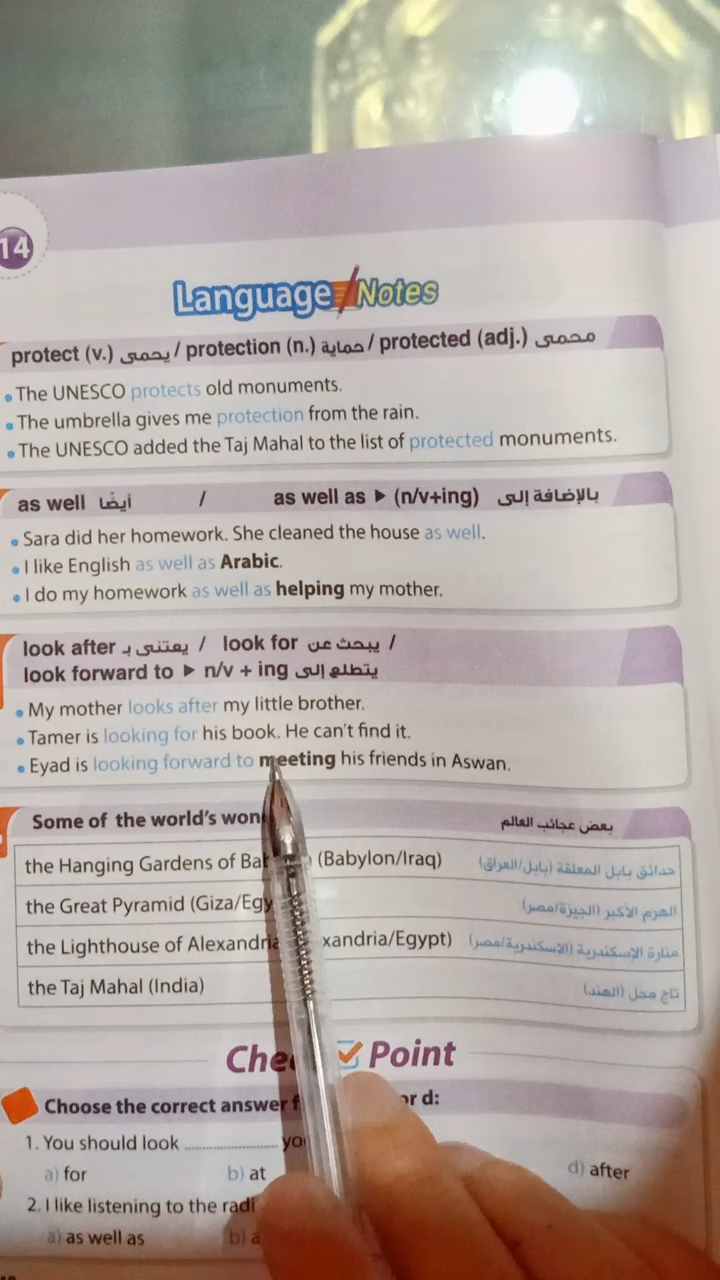 14
Language Notes
protect (v.) يحمى / protection (n.) حماية / protected (adj.) محمى
• The UNESCO protects old monuments.
• The umbrella gives me protection from the rain.
• The UNESCO added the Taj Mahal to the list of protected monuments.
as well أيضًا / as well as ▶ (n/v+ing) بالإضافة إلى
• Sara did her homework. She cleaned the house as well.
• I like English as well as Arabic.
• I do my homework as well as helping my mother.
look after يعتنى بـ / look for يبحث عن /
look forward to ▶ n/v + ing يتطلع إلى
• My mother looks after my little brother.
• Tamer is looking for his book. He can't find it.
• Eyad is looking forward to meeting his friends in Aswan.
Some of the world's بعض عجائب العالم
the Hanging Gardens of (Babylon/Iraq) حدائق بابل المعلقة (بابل/العراق)
the Great Pyramid (Giza/ الهرم الأكبر (الجيزة/مصر)
the Lighthouse of Alexandria /Egypt) منارة الإسكندرية (الإسكندرية/مصر)
the Taj Mahal (India) تاج محل (الهند)
Point
Choose the correct answer or d:
1. You should look ....................
a) for b) at d) after
2. I like listening to the
a) as well as b)